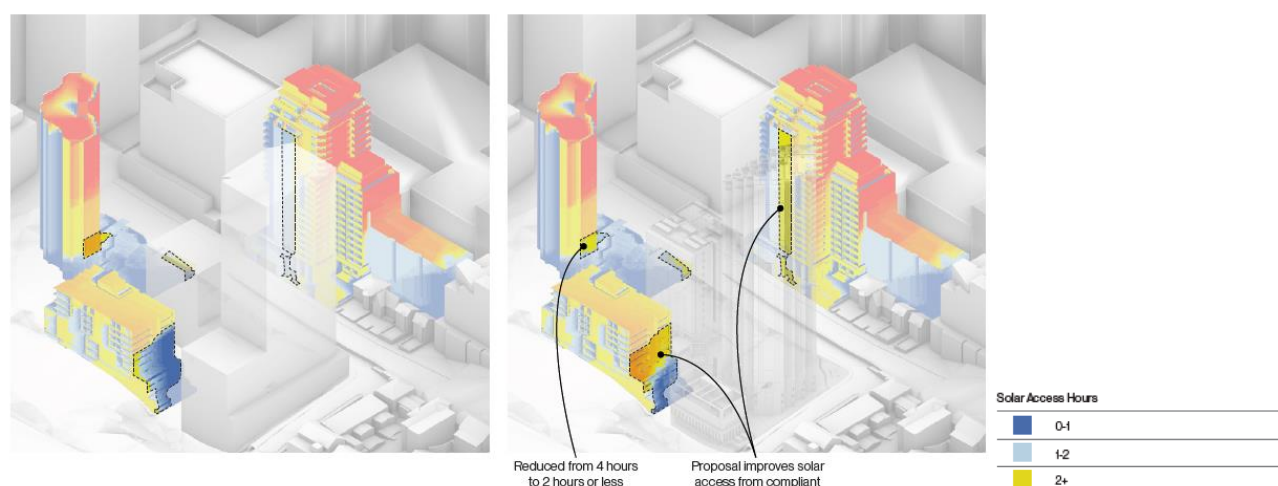 Reduced from 4 hours
to 2 hours or less
Proposal improves solar
access from compliant
Solar Access Hours
0-1
1-2
2+